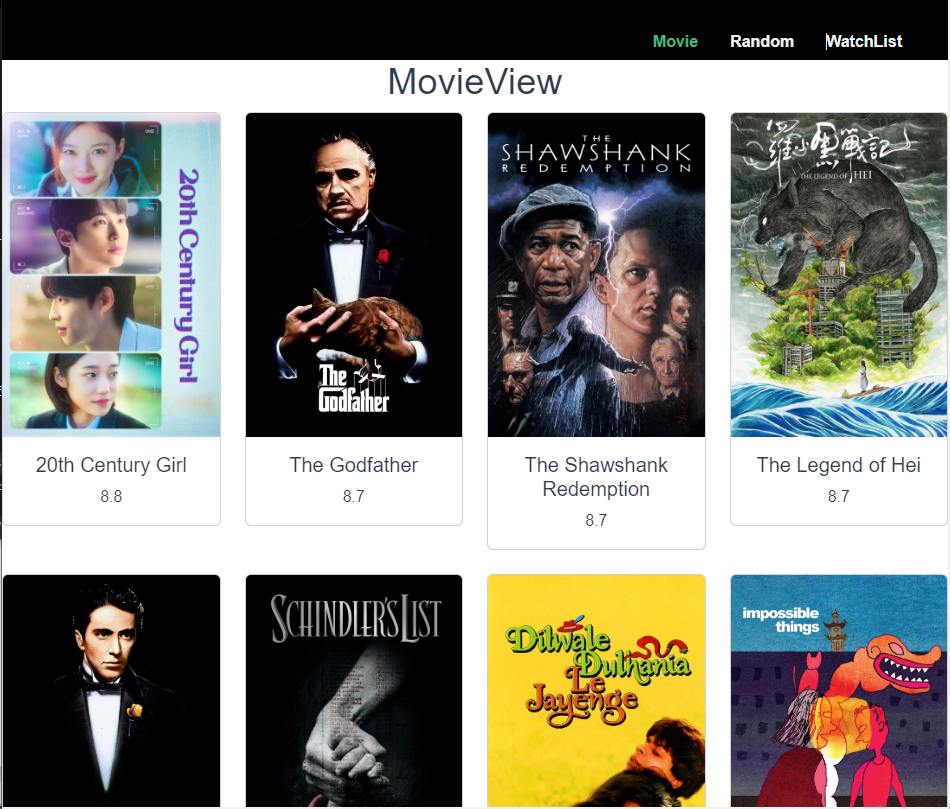 Movie Random WatchList
MovieView
20th Century Girl
The
Godfather
THE
SHAWSHANK
REDEMPTION
羅小黑戰記
THE LEGEND OF HEI
20th Century Girl
8.8
The Godfather
8.7
The Shawshank
Redemption
8.7
The Legend of Hei
8.7
SCHINDLER'S LIST
Dilwale
Dulhania
Le
Jayenge
impossible
things